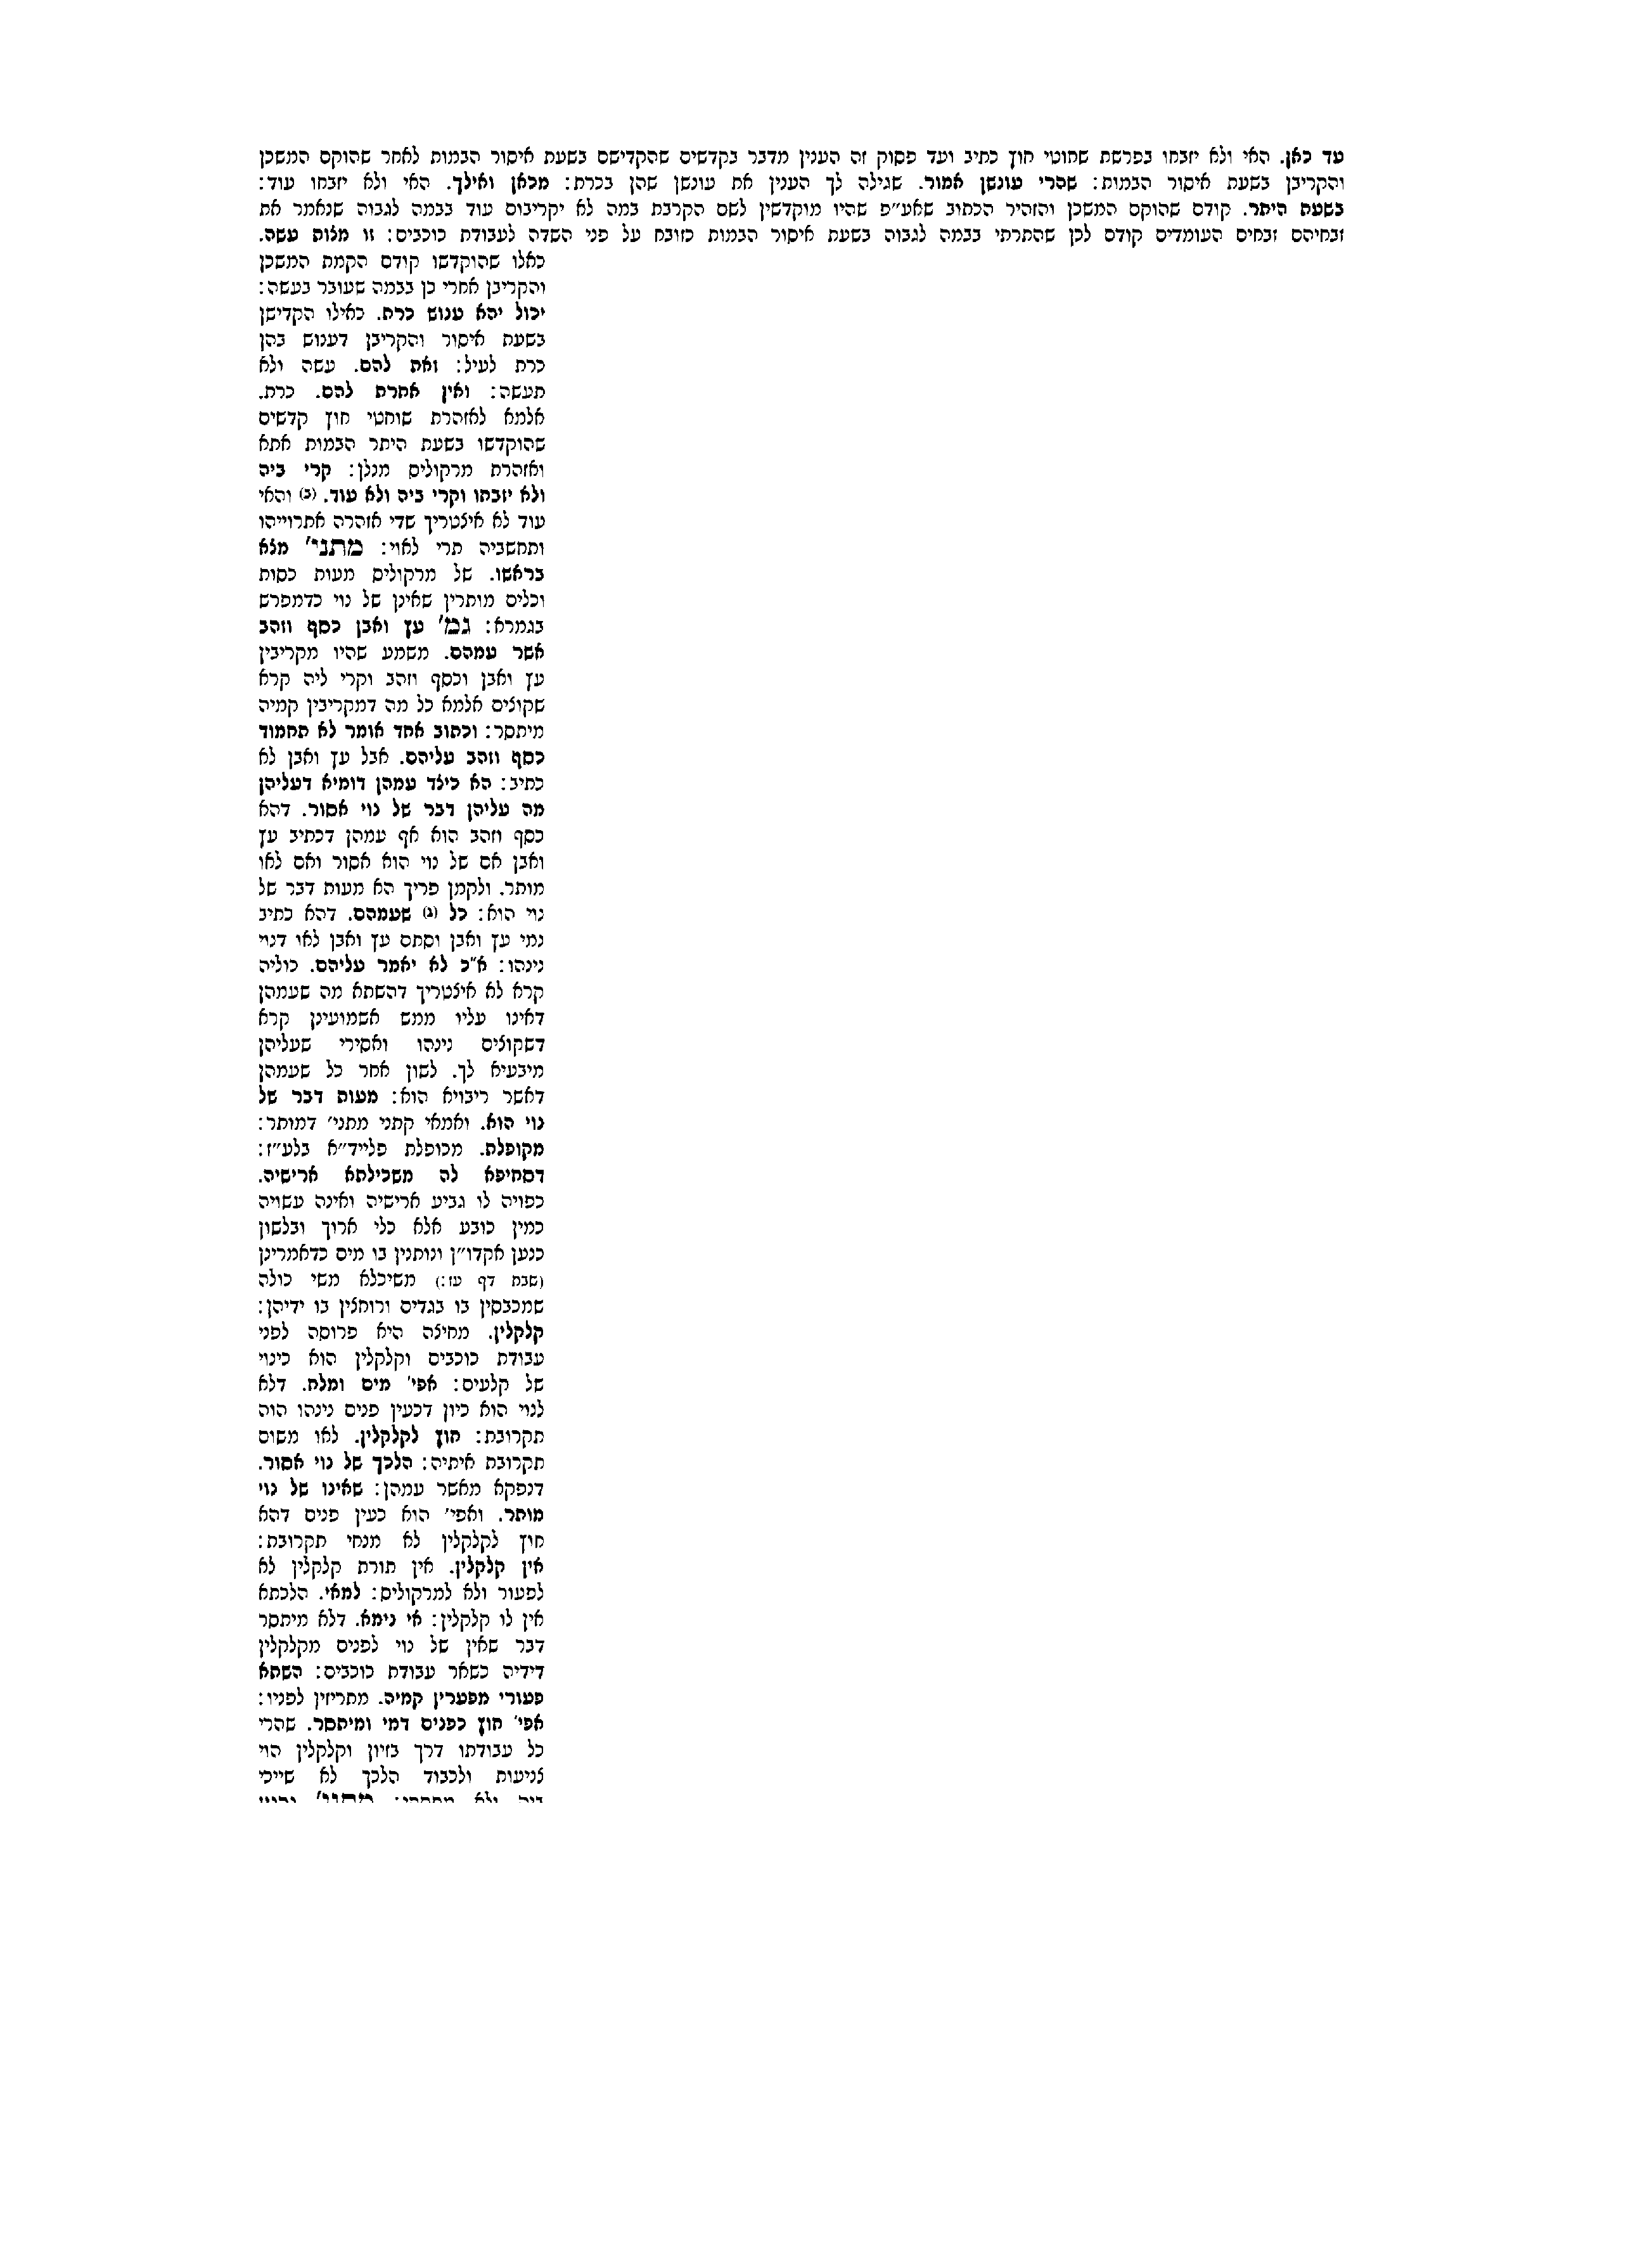 עד כאן. האי ולא יזבחו בפרשת שחוטי חוץ כתיב ועד פסוק זה הענין מדבר בקדשים שהקדישם בשעת איסור הבמות לאחר שהוקם המשכן
והקריבן בשעת איסור הבמות: שהרי עונשן אמור. שגילה לך הענין את עונשן שהן בכרת: מכאן ואילך. האי ולא יזבחו עוד:
בשעת היתר. קודם שהוקם המשכן והזהיר הכתוב שאע״פ שהיו מוקדשין לשם הקרבת במה לא יקריבום עוד בבמה לגבוה שנאמר את
זבחיהם זבחים העומדים קודם לכן שהתרתי בבמה לגבוה בשעת איסור הבמות כזובח על פני השדה לעבודת כוכבים: זו מצות עשה.
כאלו שהוקדשו קודם הקמת המשכן
והקריבן אחרי כן בבמה שעובר בעשה:
יכול יהא ענוש כרת. כאילו הקדישן
בשעת איסור והקריבן דענוש בהן
כרת לעיל: זאת להם. עשה ולא
תעשה: ואין אחרת להם. כרת.
אלמא לאזהרת שוחטי חוץ קדשים
שהוקדשו בשעת היתר הבמות אתא
ואזהרת מרקולים מנלן: קרי ביה
ולא יזבחו וקרי ביה ולא עוד. (ב) והאי
עוד לא איצטריך שדי אזהרה אתרוייהו
ותחשביה תרי לאוי: מתני׳ מצא
בראשו. של מרקולים מעות כסות
וכלים מותרין שאינן של נוי כדמפרש
בגמרא: גמ׳ עץ ואבן כסף וזהב
אשר עמהם. משמע שהיו מקריבין
עץ ואבן וכסף וזהב וקרי ליה קרא
שקוצים אלמא כל מה דמקריבין קמיה
מיתסר: וכתוב אחד אומר לא תחמוד
כסף וזהב עליהם. אבל עץ ואבן לא
כתיב: הא כיצד עמהן דומיא דעליהן
מה עליהן דבר של נוי אסור. דהא
כסף וזהב הוא אף עמהן דכתיב עץ
ואבן אם של נוי הוא אסור ואם לאו
מותר. ולקמן פריך הא מעות דבר של
נוי הוא: כל (ג) שעמהם. דהא כתיב
נמי עץ ואבן וסתם עץ ואבן לאו דנוי
נינהו: א״כ לא יאמר עליהם. כוליה
קרא לא איצטריך דהשתא מה שעמהן
דאינו עליו ממש אשמועינן קרא
דשקוצים נינהו ואסירי שעליהן
מיבעיא לך. לשון אחר כל שעמהן
דאשר ריבויא הוא: מעות דבר של
נוי הוא. ואמאי קתני מתני׳ דמותר:
מקופלת. מכופלת פלייד״א בלע״ז:
דסחיפא לה משכילתא ארישיה.
כפויה לו גביע ארישיה ואינה עשויה
כמין כובע אלא כלי ארוך ובלשון
כנען אקדו״ן ונותנין בו מים כדאמרינן
(שבת דף עז:) משיכלא משי כולה
שמכבסין בו בגדים ורוחצין בו ידיהן:
קלקלין. מחיצה היא פרוסה לפני
עבודת כוכבים וקלקלין הוא כינוי
של קלעים: אפי׳ מים ומלח. דלא
לנוי הוא כיון דכעין פנים נינהו הוה
תקרובת: חוץ לקלקלין. לאו משום
תקרובת איתיה: הלכך של נוי אסור.
דנפקא מאשר עמהן: שאינו של נוי
מותר. ואפי׳ הוא כעין פנים דהא
חוץ לקלקלין לא מנחי תקרובת:
אין קלקלין. אין תורת קלקלין לא
לפעור ולא למרקולים: למאי. הלכתא
אין לו קלקלין: אי נימא. דלא מיתסר
דבר שאין של נוי לפנים מקלקלין
דידיה כשאר עבודת כוכבים: השתא
פעורי מפערין קמיה. מתריזין לפניו:
אפי׳ חוץ כפנים דמי ומיתסר. שהרי
כל עבודתו דרך בזיון וקלקלין הוי
צניעות ולכבוד הלכך לא שייכי
ביה ולא מתסרי: מתני׳